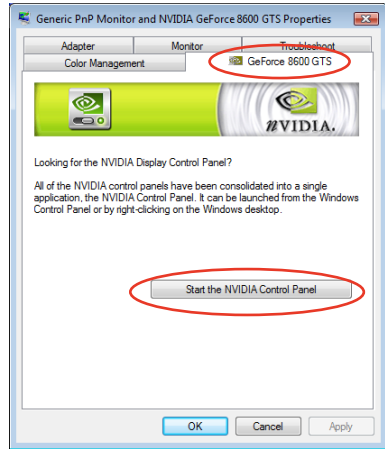 Generic PnP Monitor and NVIDIA GeForce 8600 GTS Properties
Adapter Monitor Troubleshoot
Color Management GeForce 8600 GTS
NVIDIA.
Looking for the NVIDIA Display Control Panel?
All of the NVIDIA control panels have been consolidated into a single
application, the NVIDIA Control Panel. It can be launched from the Windows
Control Panel or by right-clicking on the Windows desktop.
Start the NVIDIA Control Panel
OK Cancel Apply